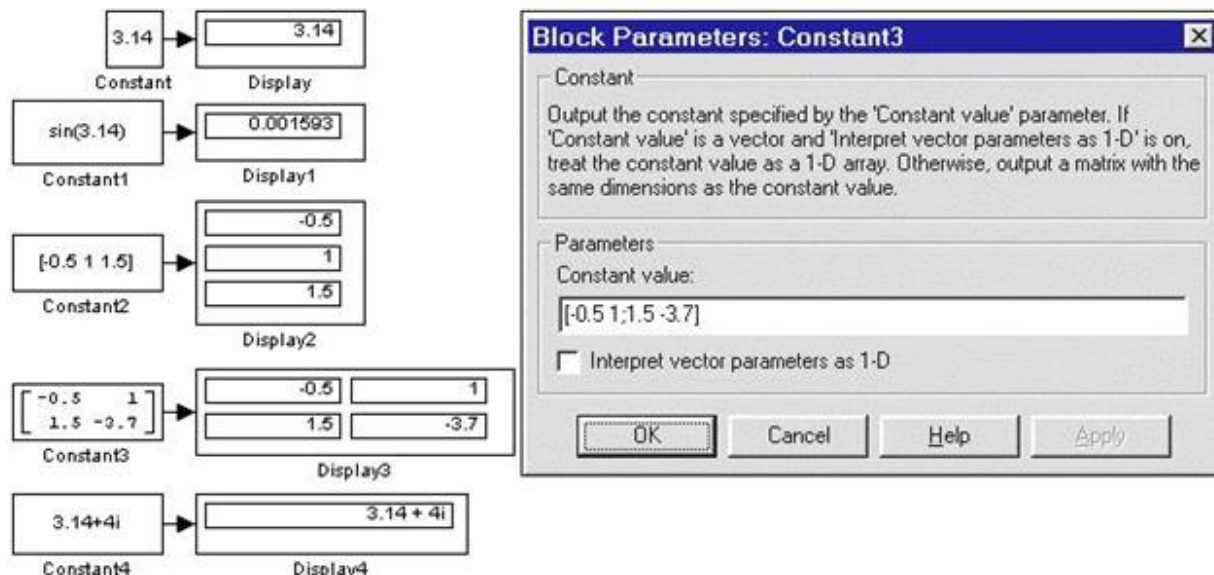 3.14
3.14
Constant
Display
sin(3.14)
0.001593
Constant1
Display1
[-0.5 1 1.5]
-0.5
1
1.5
Constant2
Display2
-0.5 1
1.5 -3.7
-0.5 1
1.5 -3.7
Constant3
Display3
3.14+4i
3.14 + 4i
Constant4
Display4
Block Parameters: Constant3
Constant
Output the constant specified by the 'Constant value' parameter. If
'Constant value' is a vector and 'Interpret vector parameters as 1-D' is on,
treat the constant value as a 1-D array. Otherwise, output a matrix with the
same dimensions as the constant value.
Parameters
Constant value:
[-0.5 1;1.5 -3.7]
Interpret vector parameters as 1-D
OK
Cancel
Help
Apply